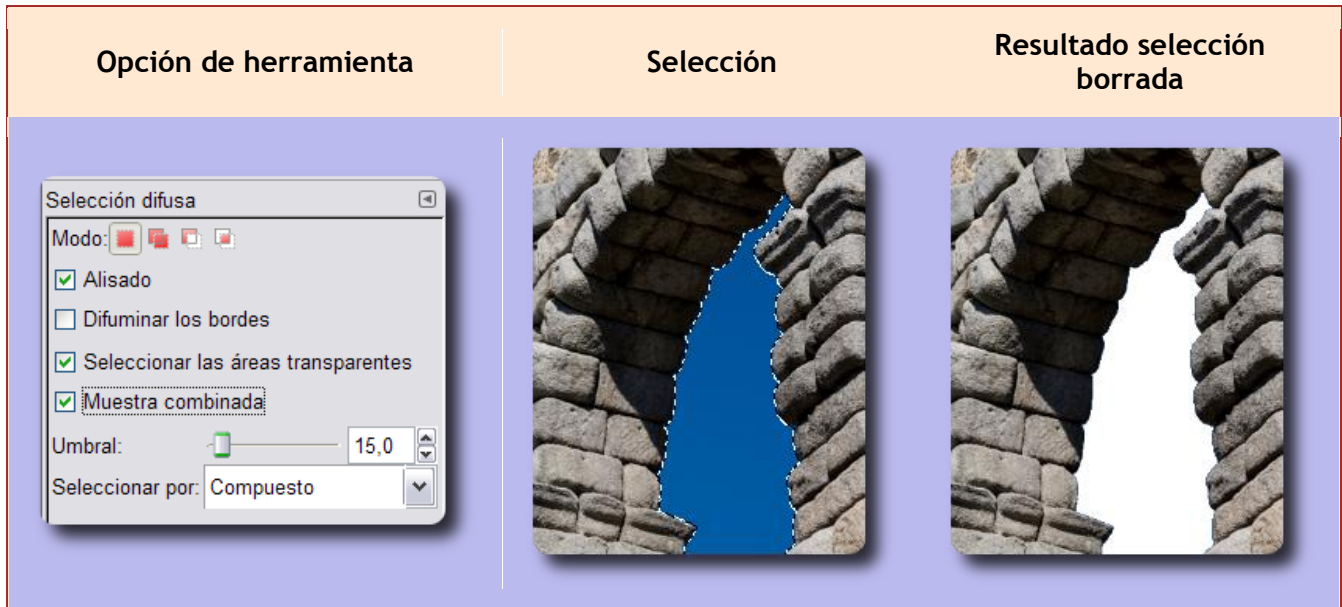 Opción de herramienta
Selección
Resultado selección
borrada
Selección difusa
Modo:
Alisado
Difuminar los bordes
Seleccionar las áreas transparentes
Muestra combinada
Umbral: 15,0
Seleccionar por: Compuesto